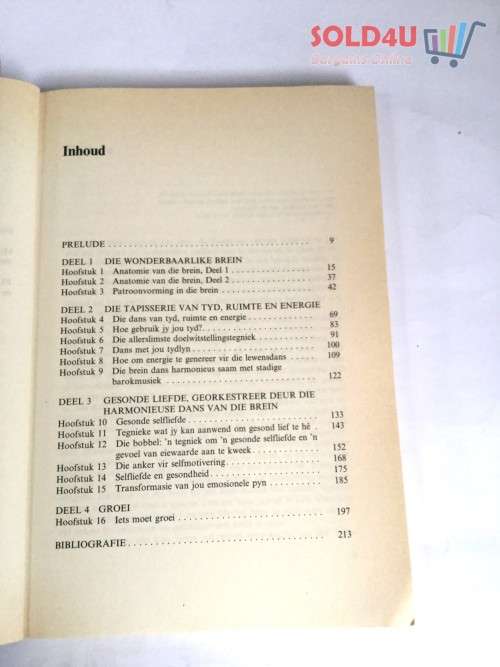 SOLD4U
Bargains Online
Inhoud
PRELUDE 9
DEEL 1 DIE WONDERBAARLIKE BREIN
Hoofstuk 1 Anatomie van die brein, Deel 1 15
Hoofstuk 2 Anatomie van die brein, Deel 2 37
Hoofstuk 3 Patroonvorming in die brein 42
DEEL 2 DIE TAPISSERIE VAN TYD, RUIMTE EN ENERGIE
Hoofstuk 4 Die dans van tyd, ruimte en energie 69
Hoofstuk 5 Hoe gebruik jy jou tyd? 83
Hoofstuk 6 Die allerslimste doelwitstellingstegniek 91
Hoofstuk 7 Dans met jou tydlyn 100
Hoofstuk 8 Hoe om energie te genereer vir die lewensdans 109
Hoofstuk 9 Die brein dans harmonieus saam met stadige
barokmusiek 122
DEEL 3 GESONDE LIEFDE, GEORKESTREER DEUR DIE
HARMONIEUSE DANS VAN DIE BREIN
Hoofstuk 10 Gesonde selfliefde 133
Hoofstuk 11 Tegnieke wat jy kan aanwend om gesond lief te hê 143
Hoofstuk 12 Die bobbel: 'n tegniek om 'n gesonde selfliefde en 'n
gevoel van eiewaarde aan te kweek 152
Hoofstuk 13 Die anker vir selfmotivering 168
Hoofstuk 14 Selfliefde en gesondheid 175
Hoofstuk 15 Transformasie van jou emosionele pyn 185
DEEL 4 GROEI
Hoofstuk 16 Iets moet groei 197
BIBLIOGRAFIE 213